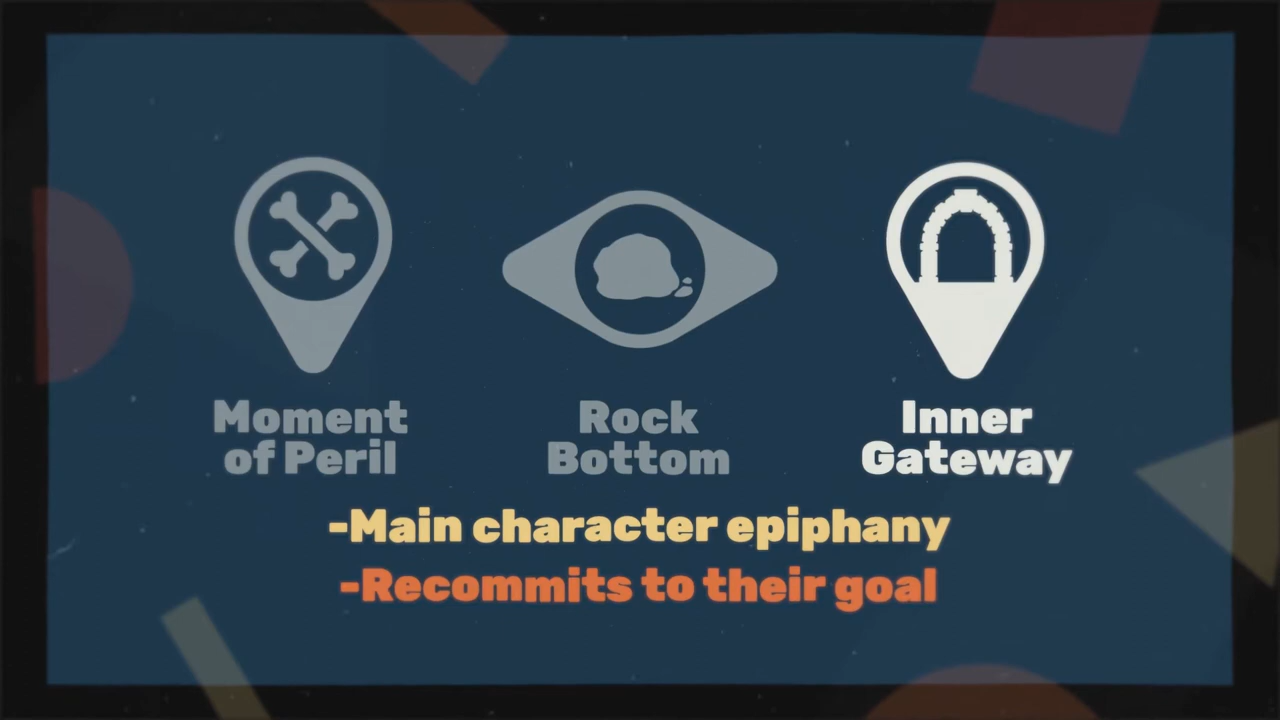 Moment
of Peril
Rock
Bottom
Inner
Gateway
-Main character epiphany
-Recommits to their goal